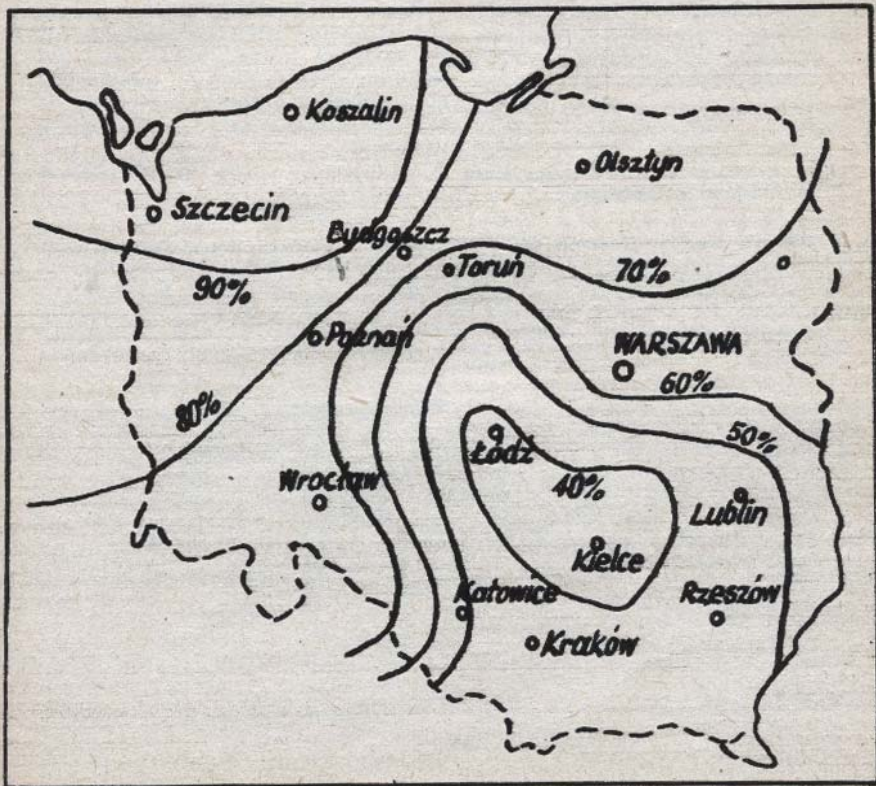 Koszalin
Olsztyn
Szczecin
Bydgoszcz
Toruń
70%
90%
Poznań
WARSZAWA
60%
80%
50%
Łódź
Wrocław
40%
Lublin
Kielce
Katowice
Rzeszów
Kraków